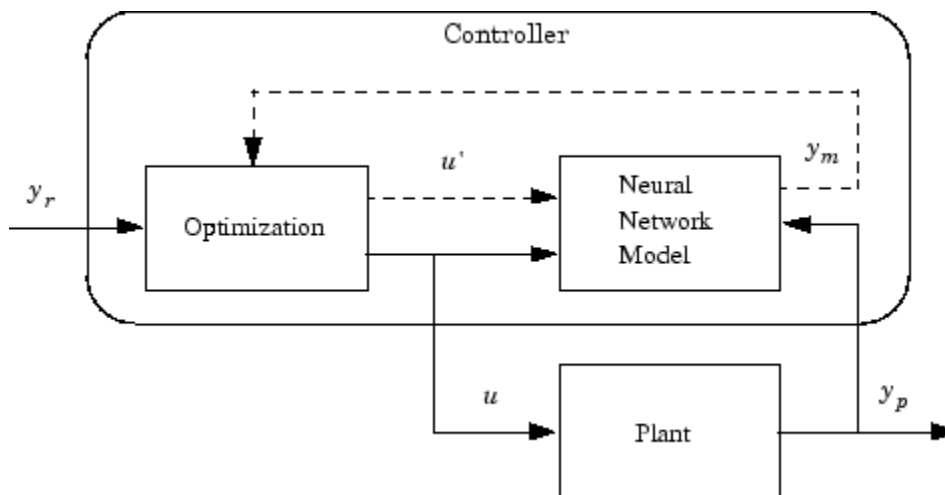 Controller
u'
y_m
y_r
Optimization
Neural
Network
Model
u
Plant
y_p